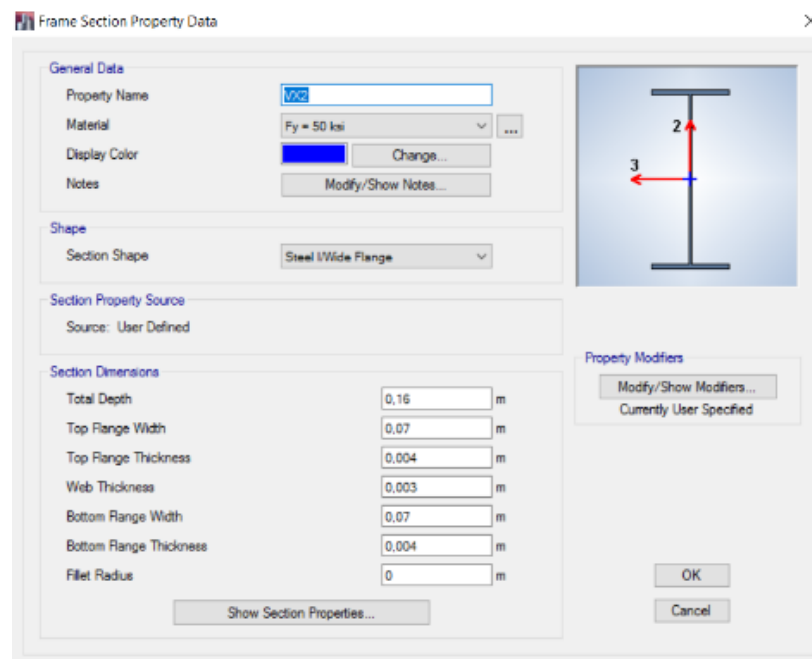 Frame Section Property Data
General Data
Property Name VX2
Material Fy = 50 ksi ...
Display Color Change...
Notes Modify/Show Notes...
Shape
Section Shape Steel I/Wide Flange
Section Property Source
Source: User Defined
Section Dimensions
Total Depth 0,16 m
Top Flange Width 0,07 m
Top Flange Thickness 0,004 m
Web Thickness 0,003 m
Bottom Flange Width 0,07 m
Bottom Flange Thickness 0,004 m
Fillet Radius 0 m
Show Section Properties...
2
3
Property Modifiers
Modify/Show Modifiers...
Currently User Specified
OK
Cancel